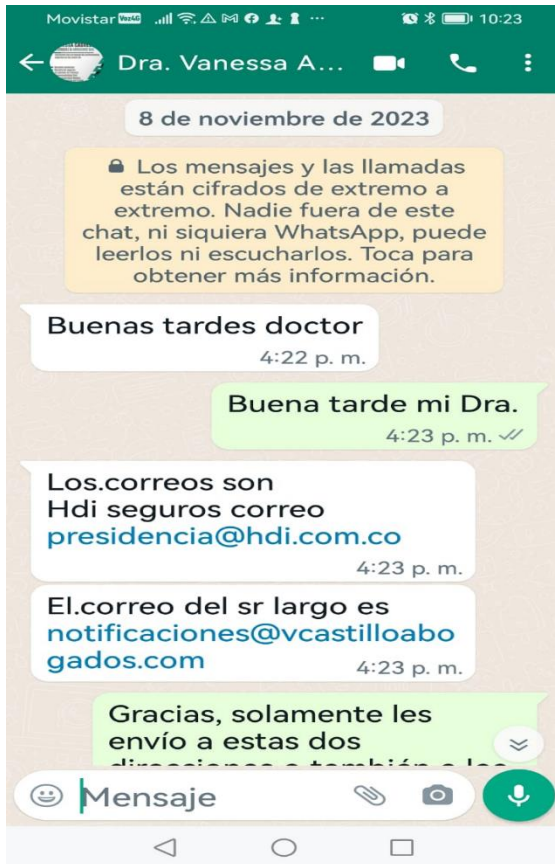 Movistar VoLTE 10:23
Dra. Vanessa A...
8 de noviembre de 2023
Los mensajes y las llamadas
están cifrados de extremo a
extremo. Nadie fuera de este
chat, ni siquiera WhatsApp, puede
leerlos ni escucharlos. Toca para
obtener más información.
Buenas tardes doctor
4:22 p. m.
Buena tarde mi Dra.
4:23 p. m.
Los.correos son
Hdi seguros correo
presidencia@hdi.com.co
4:23 p. m.
El.correo del sr largo es
notificaciones@vcastilloabo
gados.com
4:23 p. m.
Gracias, solamente les
envío a estas dos
direcciones o también a los
Mensaje